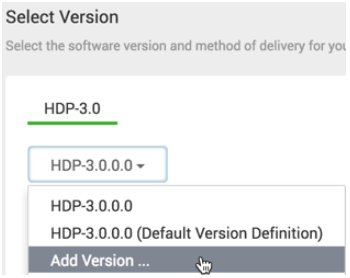 Select Version
Select the software version and method of delivery for you
HDP-3.0
HDP-3.0.0.0
HDP-3.0.0.0
HDP-3.0.0.0 (Default Version Definition)
Add Version ...